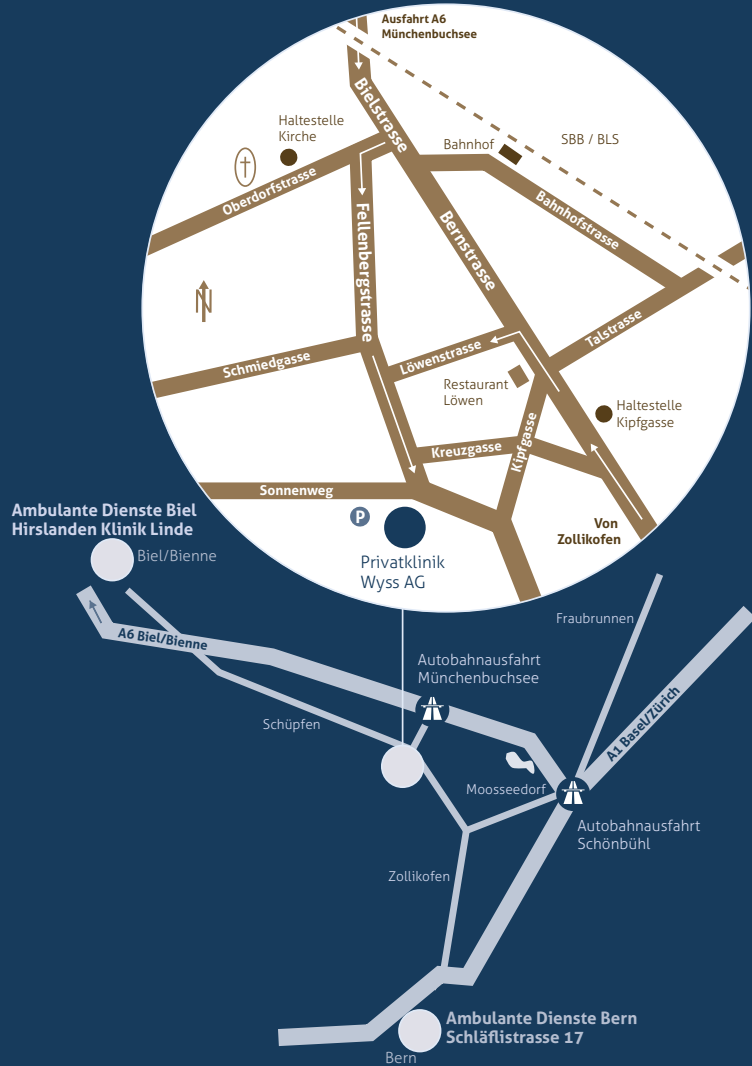 Ausfahrt A6
Münchenbuchsee
Bielstrasse
Haltestelle
Kirche
Bahnhof
SBB / BLS
Oberdorfstrasse
Fellenbergstrasse
Bernstrasse
Bahnhofstrasse
N
Talstrasse
Löwenstrasse
Schmiedgasse
Restaurant
Löwen
Haltestelle
Kipfgasse
Kipfgasse
Kreuzgasse
Sonnenweg
P
Von
Zollikofen
Privatklinik
Wyss AG
Ambulante Dienste Biel
Hirslanden Klinik Linde
Biel/Bienne
A6 Biel/Bienne
Fraubrunnen
Autobahnausfahrt
Münchenbuchsee
Schüpfen
A1 Basel/Zürich
Moosseedorf
Autobahnausfahrt
Schönbühl
Zollikofen
Ambulante Dienste Bern
Schläflistrasse 17
Bern